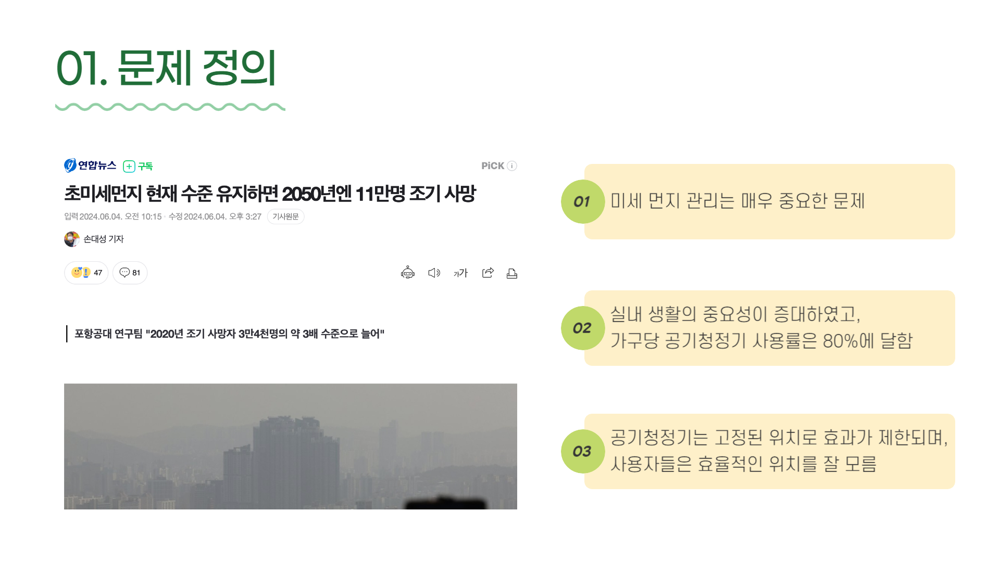 01. 문제 정의
연합뉴스 구독 PiCK
초미세먼지 현재 수준 유지하면 2050년엔 11만명 조기 사망
입력 2024.06.04. 오전 10:15 · 수정 2024.06.04. 오후 3:27 기사원문
손대성 기자
47 81 가가
포항공대 연구팀 "2020년 조기 사망자 3만4천명의 약 3배 수준으로 늘어"
01 미세 먼지 관리는 매우 중요한 문제
02 실내 생활의 중요성이 증대하였고,
가구당 공기청정기 사용률은 80%에 달함
03 공기청정기는 고정된 위치로 효과가 제한되며,
사용자들은 효율적인 위치를 잘 모름